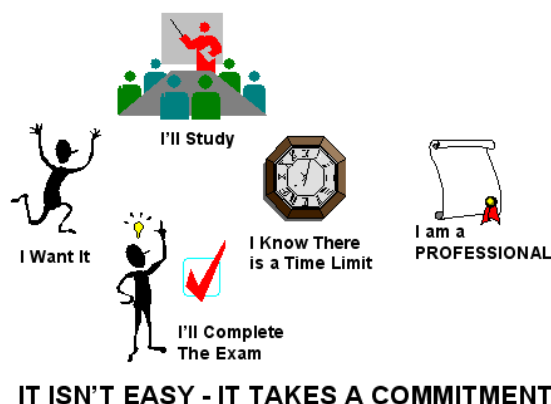 I'll Study
I Want It
I Know There
is a Time Limit
I am a
PROFESSIONAL
I'll Complete
The Exam
IT ISN'T EASY - IT TAKES A COMMITMENT